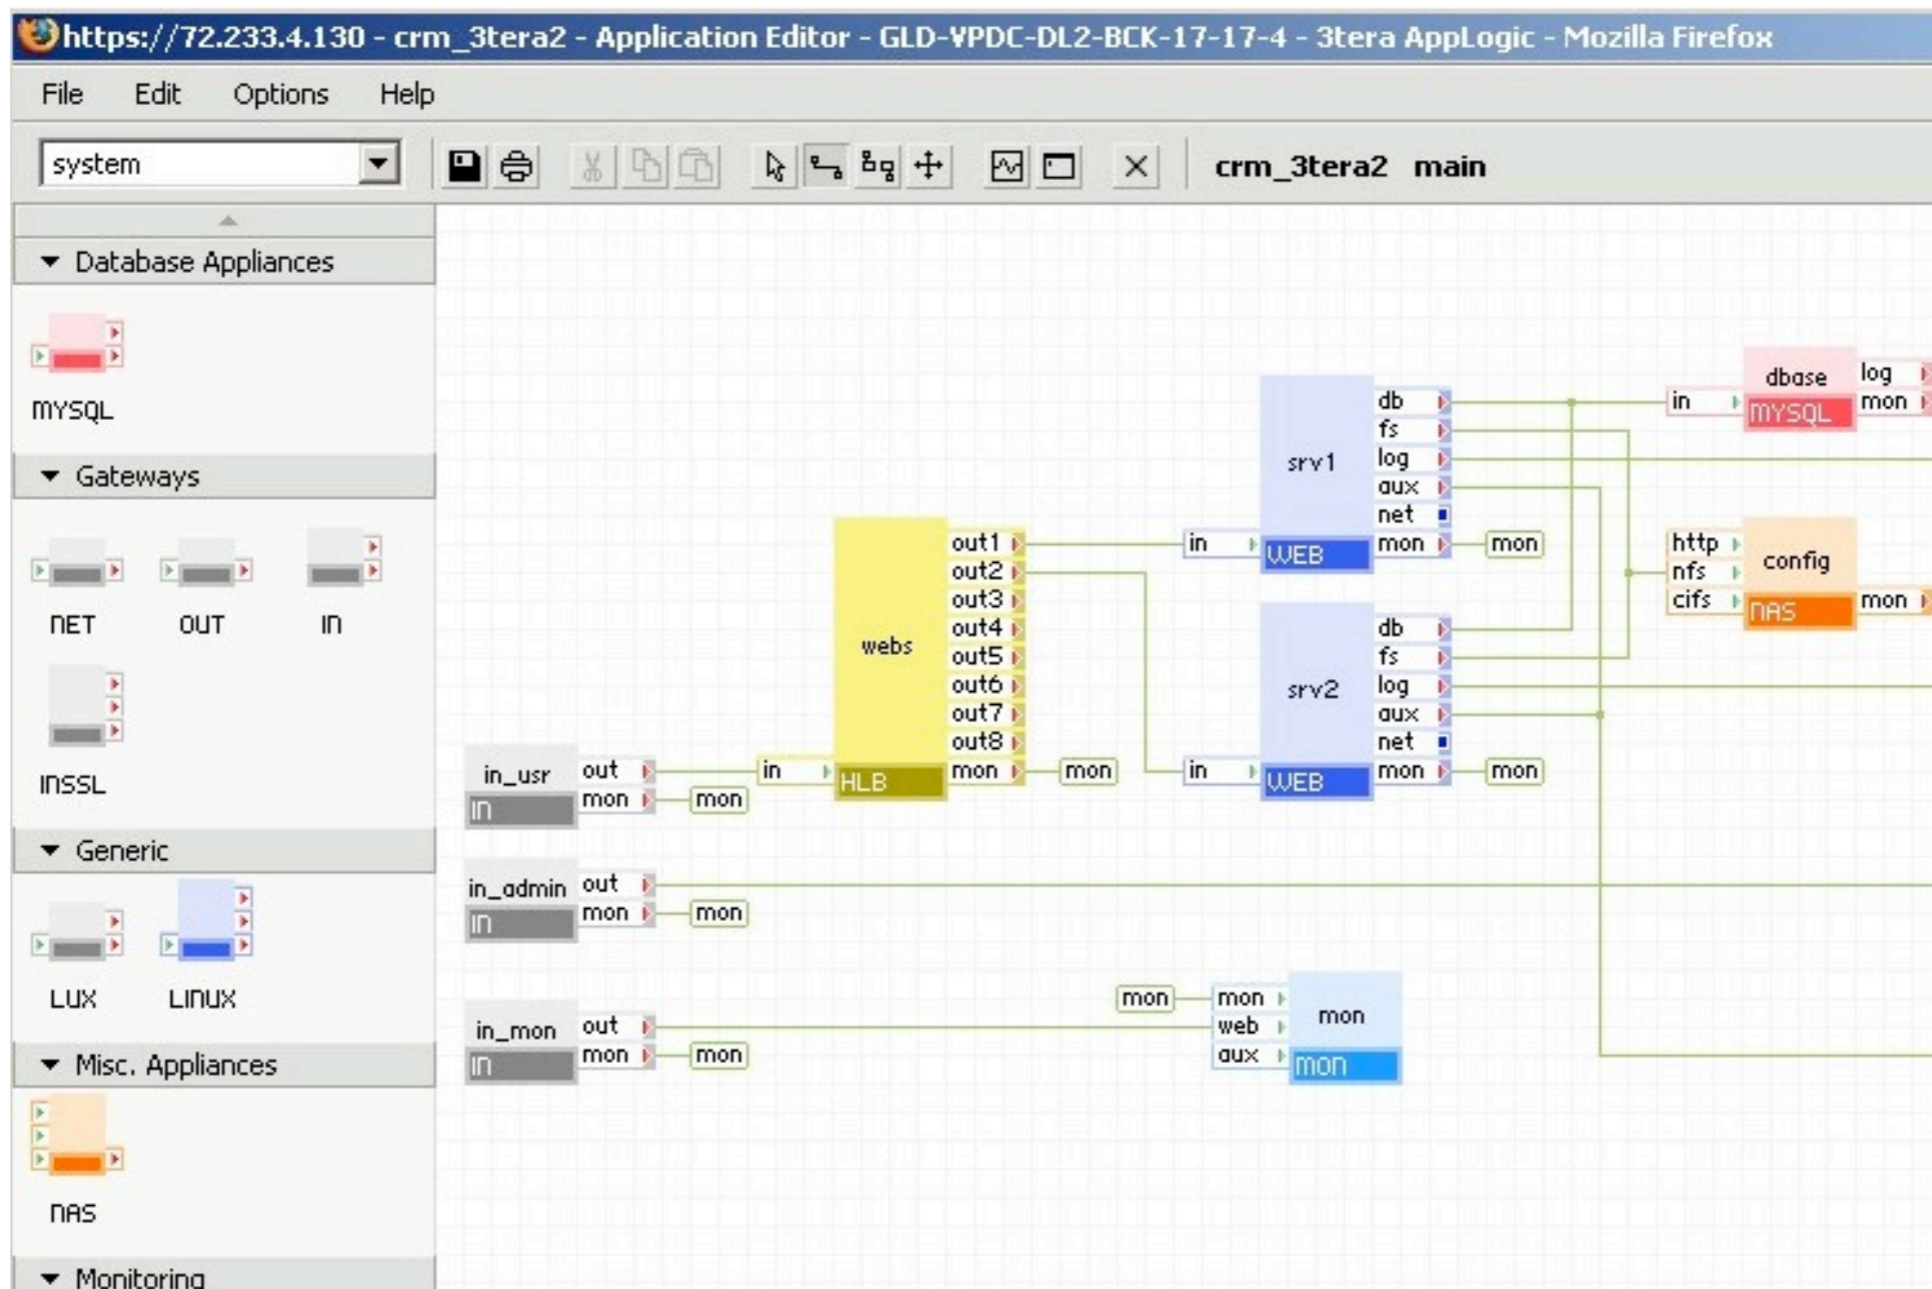 https://72.233.4.130 - crm_3tera2 - Application Editor - GLD-VPDC-DL2-BCK-17-17-4 - 3tera AppLogic - Mozilla Firefox
File Edit Options Help
system
crm_3tera2 main
Database Appliances
MYSQL
Gateways
NET OUT IN
INSSL
Generic
LUX LINUX
Misc. Appliances
NAS
Monitoring
in_usr
IN
out
mon
mon
in_admin
IN
out
mon
mon
in_mon
IN
out
mon
mon
in
webs
HLB
out1
out2
out3
out4
out5
out6
out7
out8
mon
mon
in
srv1
WEB
db
fs
log
aux
net
mon
mon
in
srv2
WEB
db
fs
log
aux
net
mon
mon
mon
mon
web
aux
mon
mon
in
dbase
MYSQL
log
mon
http
nfs
cifs
config
NAS
mon